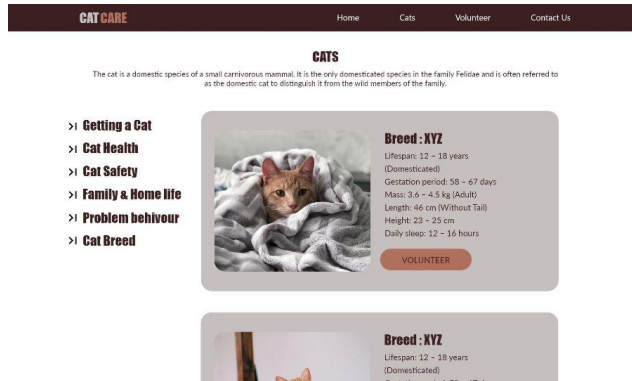 CAT CARE
Home
Cats
Volunteer
Contact Us
CATS
The cat is a domestic species of a small carnivorous mammal. It is the only domesticated species in the family Felidae and is often referred to
as the domestic cat to distinguish it from the wild members of the family.
Getting a Cat
Cat Health
Cat Safety
Family & Home life
Problem behivour
Cat Breed
Breed : XYZ
Lifespan: 12 – 18 years
(Domesticated)
Gestation period: 58 – 67 days
Mass: 3.6 – 4.5 kg (Adult)
Length: 46 cm (Without Tail)
Height: 23 – 25 cm
Daily sleep: 12 – 16 hours
VOLUNTEER
Breed : XYZ
Lifespan: 12 – 18 years
(Domesticated)